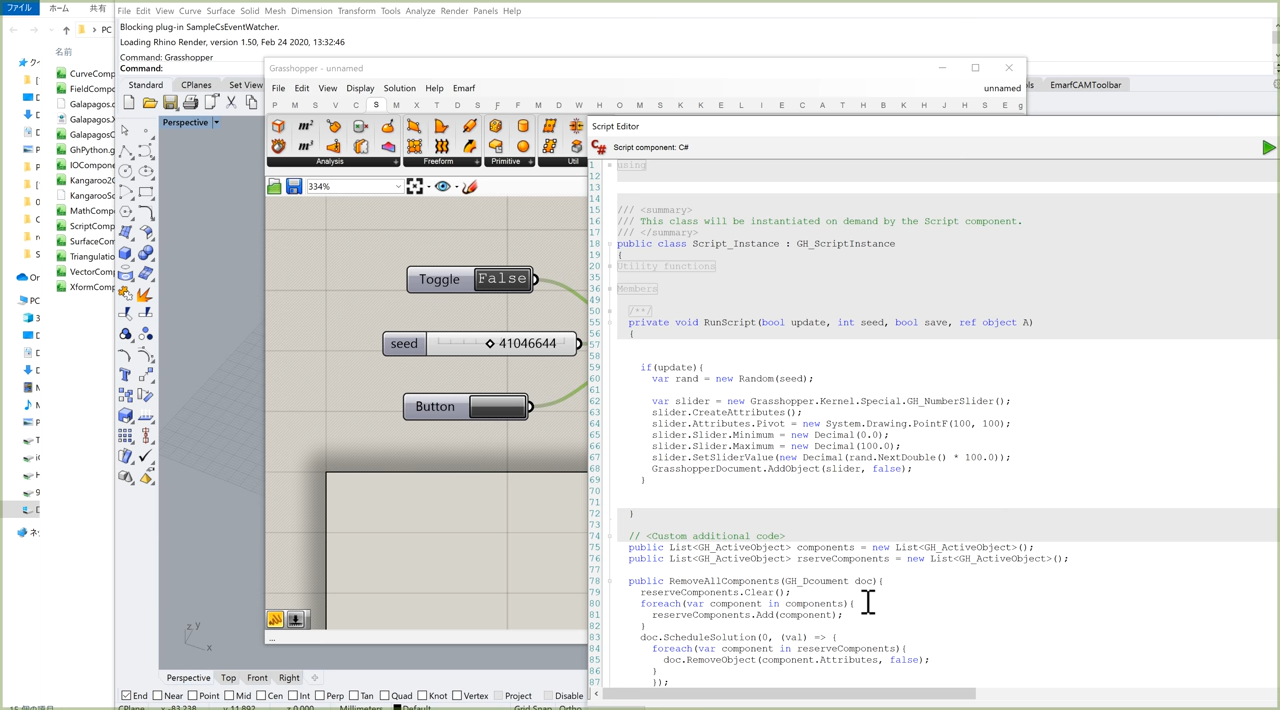 ファイル ホーム 共有
File Edit View Curve Surface Solid Mesh Dimension Transform Tools Analyze Render Panels Help
Blocking plug-in SampleCsEventWatcher.
Loading Rhino Render, version 1.50, Feb 24 2020, 13:32:46
Command: Grasshopper
Command:
PC
名前
CurveComp
FieldCompo
Galapagos.c
Galapagos.X
GalapagosC
GhPython.g
IOCompone
Kangaroo2C
KangarooSo
MathComp
ScriptComp
SurfaceCom
Triangulatio
VectorComp
XformComp
Standard CPlanes Set View
EmarfCAMToolbar
Perspective
Grasshopper - unnamed
File Edit View Display Solution Help Emarf
unnamed
P M S V C S M X M S F M D M V P A V C G H O M W S A C B T R S L I E J C T A H E K D D P B H W S E g
Analysis Freeform Primitive Util
334%
Toggle False
seed 41046644
Button
Script Editor
Script component: C#
1 using
12
13
14
15 /// <summary>
16 /// This class will be instantiated on demand by the Script component.
17 /// </summary>
18 public class Script_Instance : GH_ScriptInstance
19 {
20 Utility functions
35
36 Members
49
50 /**/
55 private void RunScript(bool update, int seed, bool save, ref object A)
56 {
57
58
59 if(update){
60 var rand = new Random(seed);
61
62 var slider = new Grasshopper.Kernel.Special.GH_NumberSlider();
63 slider.CreateAttributes();
64 slider.Attributes.Pivot = new System.Drawing.PointF(100, 100);
65 slider.Slider.Minimum = new Decimal(0.0);
66 slider.Slider.Maximum = new Decimal(100.0);
67 slider.SetSliderValue(new Decimal(rand.NextDouble() * 100.0));
68 GrasshopperDocument.AddObject(slider, false);
69 }
70
71
72 }
73
74 // <Custom additional code>
75 public List<GH_ActiveObject> components = new List<GH_ActiveObject>();
76 public List<GH_ActiveObject> rserveComponents = new List<GH_ActiveObject>();
77
78 public RemoveAllComponents(GH_Dcoument doc){
79 reserveComponents.Clear();
80 foreach(var component in components){
81 reserveComponents.Add(component);
82 }
83 doc.ScheduleSolution(0, (val) => {
84 foreach(var component in reserveComponents){
85 doc.RemoveObject(component.Attributes, false);
86 }
87 });
...
Perspective Top Front Right
End Near Point Mid Cen Int Perp Tan Quad Knot Vertex Project Disable
CPlane x -83.238 y 11.892 z 0.000 Millimeters Default Grid Snap Ortho